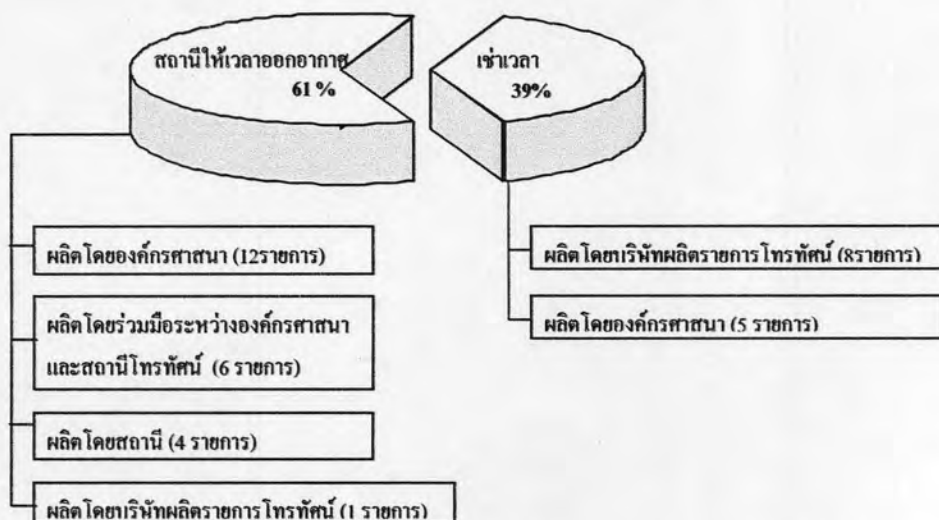 สถานีให้เวลาออกอากาศ
61 %
เช่าเวลา
39%
ผลิตโดยองค์กรศาสนา (12รายการ)
ผลิตโดยร่วมมือระหว่างองค์กรศาสนา
และสถานีโทรทัศน์ (6 รายการ)
ผลิตโดยสถานี (4 รายการ)
ผลิตโดยบริษัทผลิตรายการโทรทัศน์ (1 รายการ)
ผลิตโดยบริษัทผลิตรายการโทรทัศน์ (8รายการ)
ผลิตโดยองค์กรศาสนา (5 รายการ)